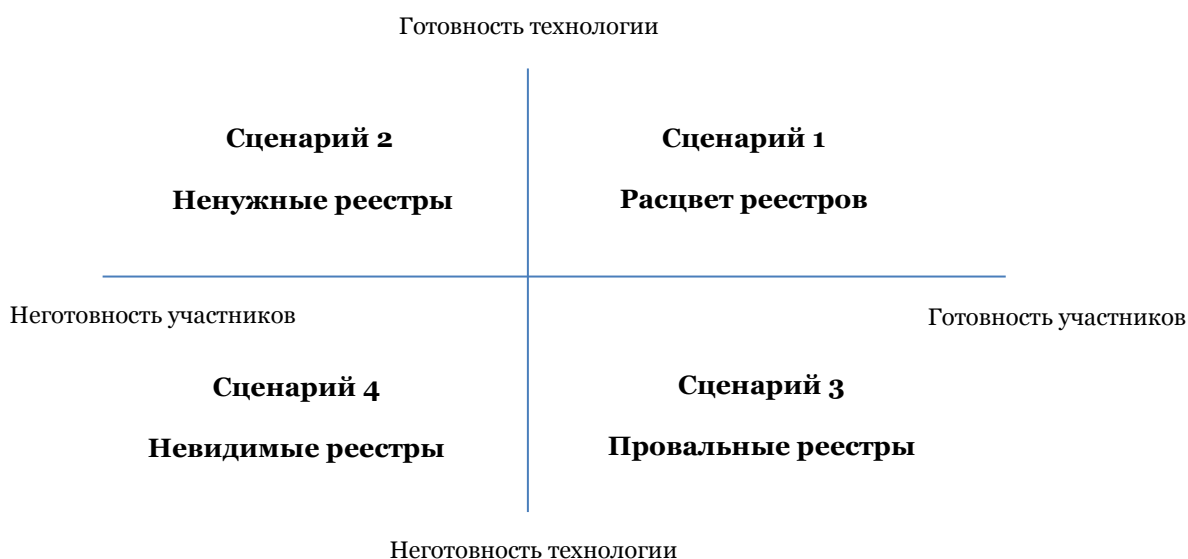 Готовность технологии
Сценарий 2
Сценарий 1
Ненужные реестры
Расцвет реестров
Неготовность участников
Готовность участников
Сценарий 4
Сценарий 3
Невидимые реестры
Провальные реестры
Неготовность технологии